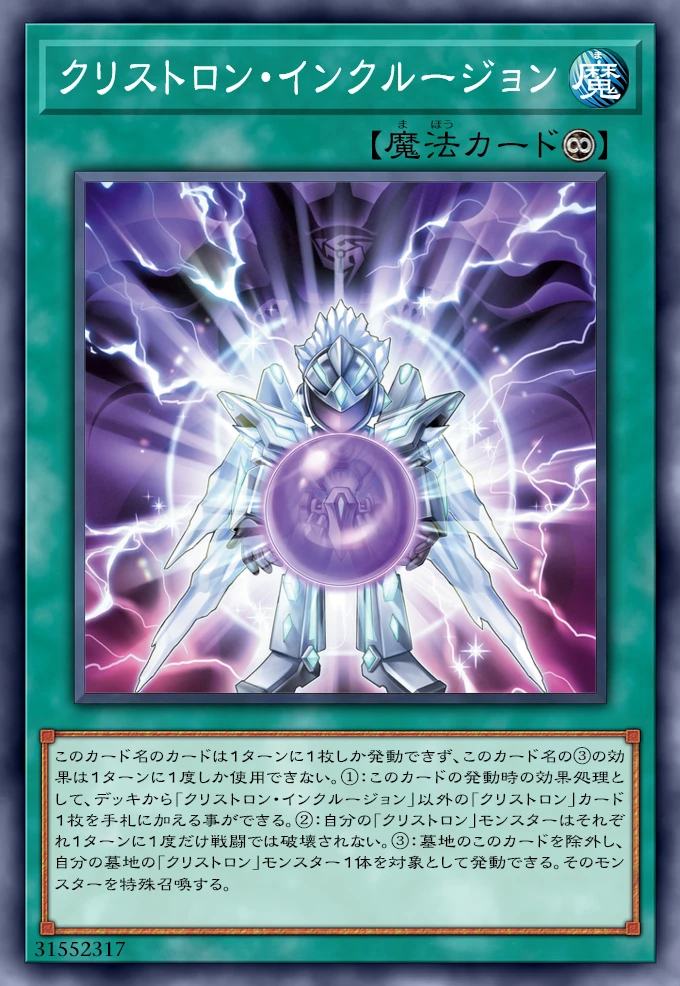 クリストロン・インクルージョン 魔
【魔法カード∞】
このカード名のカードは1ターンに1枚しか発動できず、このカード名の③の効
果は1ターンに1度しか使用できない。①：このカードの発動時の効果処理と
して、デッキから「クリストロン・インクルージョン」以外の「クリストロン」カード
1枚を手札に加える事ができる。②：自分の「クリストロン」モンスターはそれぞ
れ1ターンに1度だけ戦闘では破壊されない。③：墓地のこのカードを除外し、
自分の墓地の「クリストロン」モンスター1体を対象として発動できる。そのモン
スターを特殊召喚する。
31552317